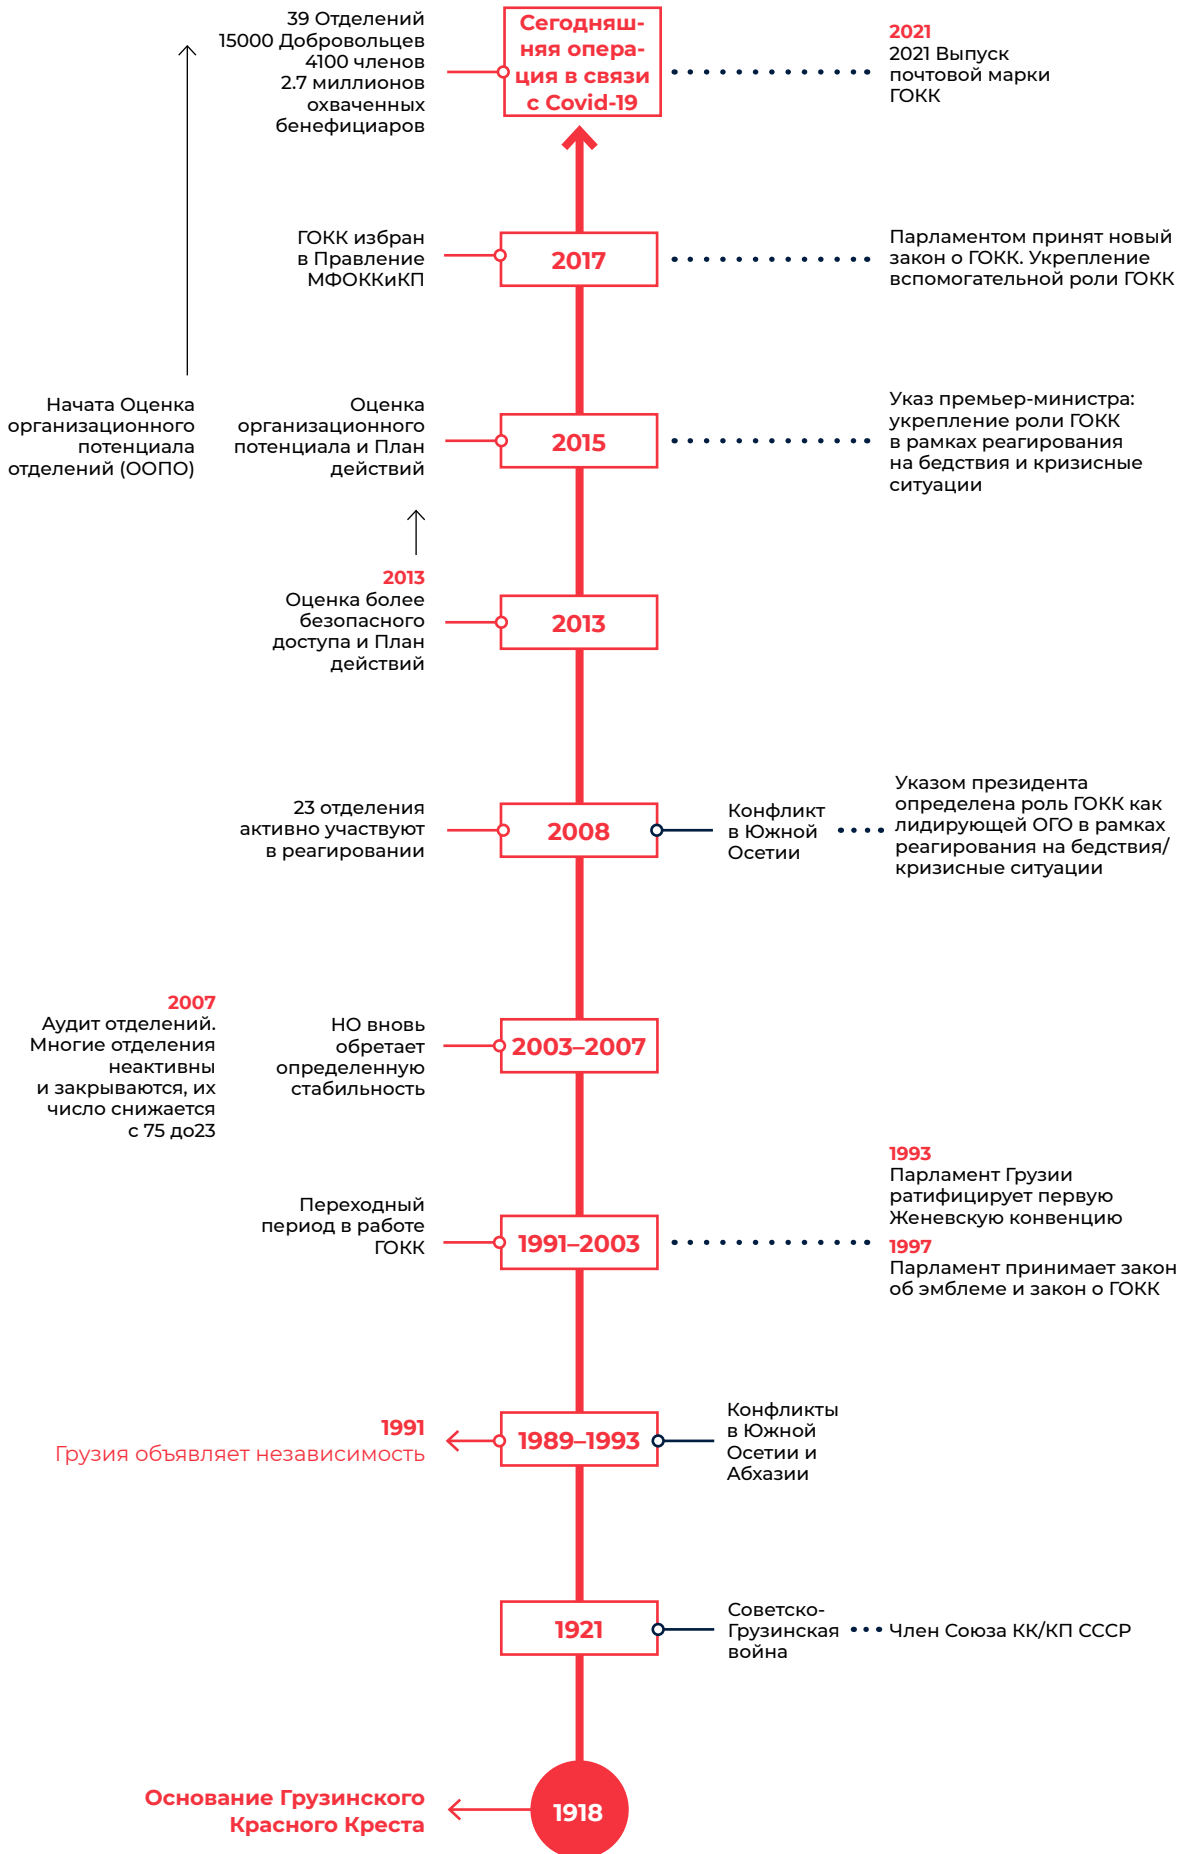 39 Отделений
15000 Добровольцев
4100 членов
2.7 миллионов
охваченных
бенефициаров
Сегодняш-
няя опера-
ция в связи
с Covid-19
2021
2021 Выпуск
почтовой марки
ГОКК
ГОКК избран
в Правление
МФОККиКП
2017
Парламентом принят новый
закон о ГОКК. Укрепление
вспомогательной роли ГОКК
Начата Оценка
организационного
потенциала
отделений (ООПО)
Оценка
организационного
потенциала и План
действий
2015
Указ премьер-министра:
укрепление роли ГОКК
в рамках реагирования
на бедствия и кризисные
ситуации
2013
Оценка более
безопасного
доступа и План
действий
2013
23 отделения
активно участвуют
в реагировании
2008
Конфликт
в Южной
Осетии
Указом президента
определена роль ГОКК как
лидирующей ОГО в рамках
реагирования на бедствия/
кризисные ситуации
2007
Аудит отделений.
Многие отделения
неактивны
и закрываются, их
число снижается
с 75 до23
НО вновь
обретает
определенную
стабильность
2003–2007
Переходный
период в работе
ГОКК
1991–2003
1993
Парламент Грузии
ратифицирует первую
Женевскую конвенцию
1997
Парламент принимает закон
об эмблеме и закон о ГОКК
1991
Грузия объявляет независимость
1989–1993
Конфликты
в Южной
Осетии и
Абхазии
1921
Советско-
Грузинская
война
Член Союза КК/КП СССР
Основание Грузинского
Красного Креста
1918